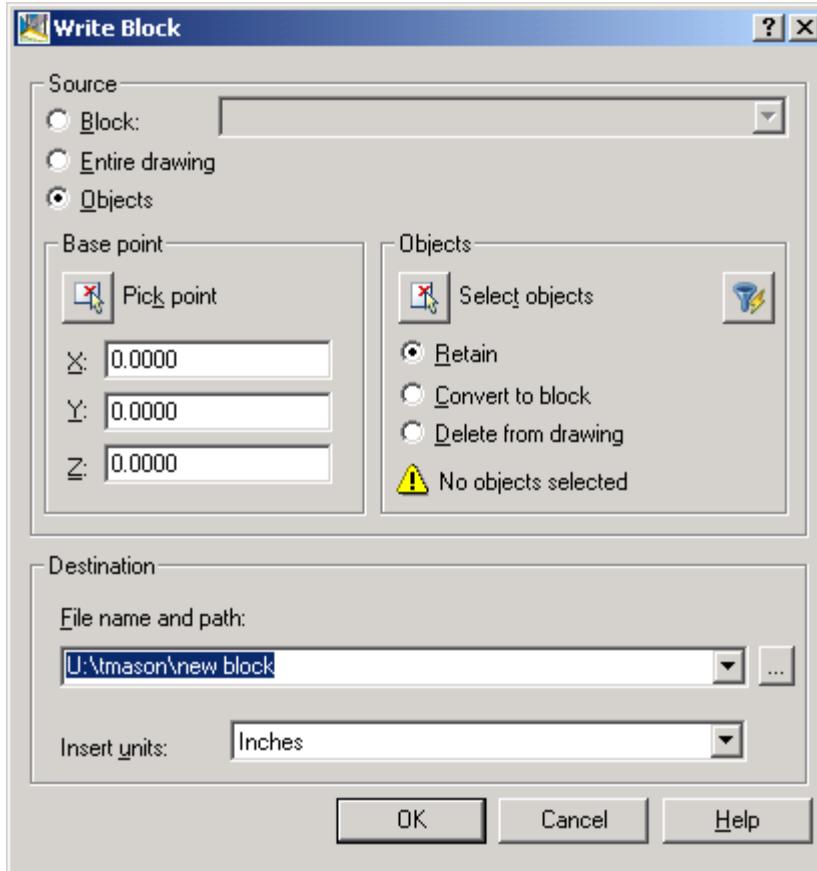 Write Block
Source
Block:
Entire drawing
Objects
Base point
Pick point
X: 0.0000
Y: 0.0000
Z: 0.0000
Objects
Select objects
Retain
Convert to block
Delete from drawing
No objects selected
Destination
File name and path:
U:\tmason\new block
...
Insert units: Inches
OK Cancel Help